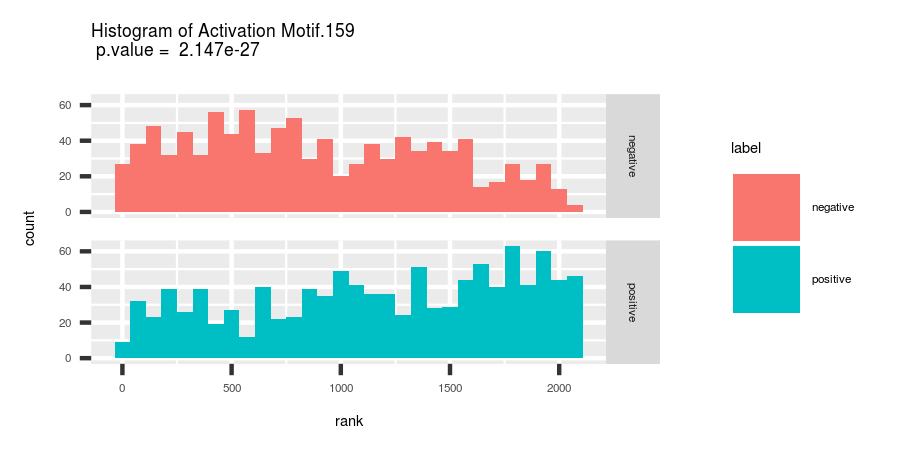 Histogram of Activation Motif.159
p.value = 2.147e-27
count
60
40
20
0
negative
60
40
20
0
positive
0
500
1000
1500
2000
rank
label
negative
positive